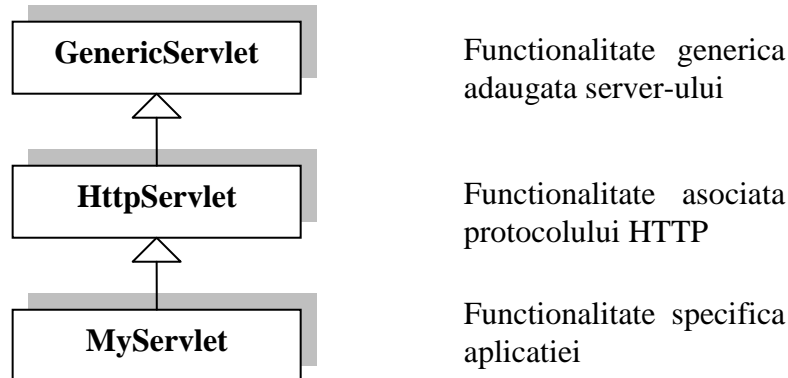 GenericServlet
Functionalitate generica
adaugata server-ului
HttpServlet
Functionalitate asociata
protocolului HTTP
MyServlet
Functionalitate specifica
aplicatiei